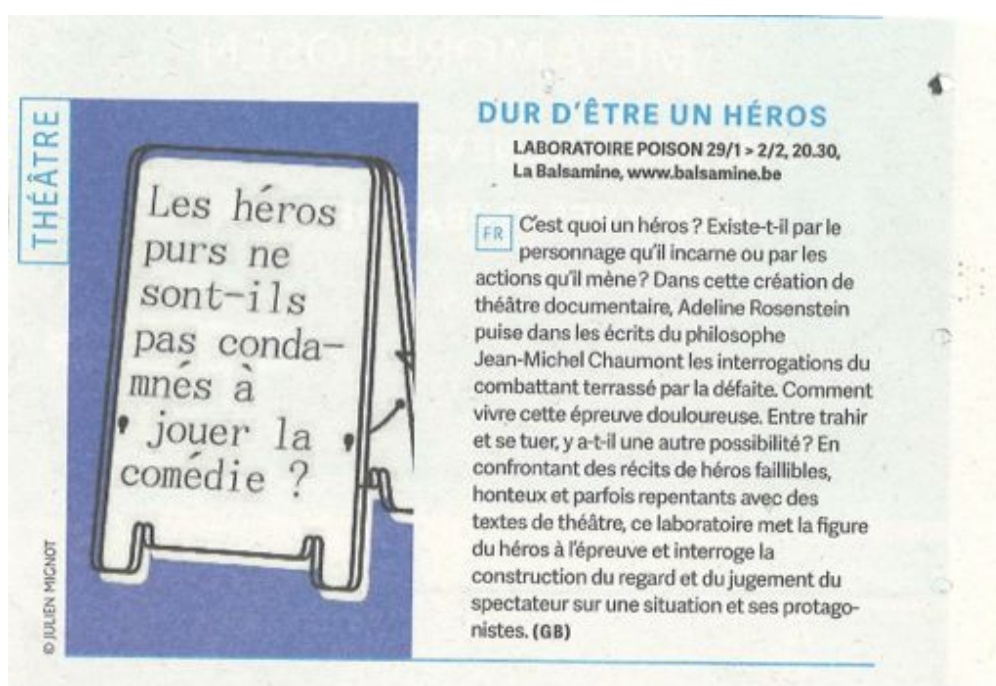 THÉÂTRE
Les héros
purs ne
sont-ils
pas conda-
mnés à
jouer la
comédie ?
© JULIEN MIGNOT
DUR D'ÊTRE UN HÉROS
LABORATOIRE POISON 29/1 > 2/2, 20.30,
La Balsamine, www.balsamine.be
FR C'est quoi un héros ? Existe-t-il par le
personnage qu'il incarne ou par les
actions qu'il mène ? Dans cette création de
théâtre documentaire, Adeline Rosenstein
puise dans les écrits du philosophe
Jean-Michel Chaumont les interrogations du
combattant terrassé par la défaite. Comment
vivre cette épreuve douloureuse. Entre trahir
et se tuer, y a-t-il une autre possibilité ? En
confrontant des récits de héros faillibles,
honteux et parfois repentants avec des
textes de théâtre, ce laboratoire met la figure
du héros à l'épreuve et interroge la
construction du regard et du jugement du
spectateur sur une situation et ses protago-
nistes. (GB)